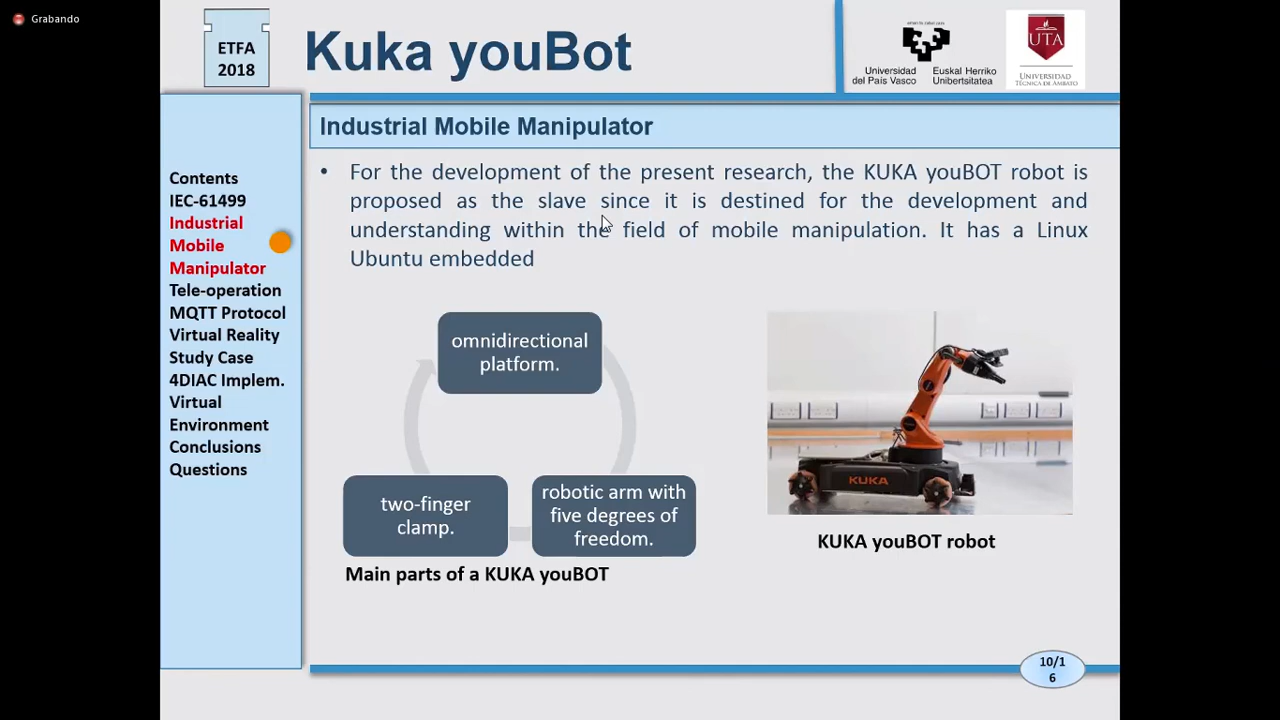 Grabando
ETFA
2018
Kuka youBot
Universidad
del País Vasco
Euskal Herriko
Unibertsitatea
UTA
UNIVERSIDAD
TÉCNICA DE AMBATO
Industrial Mobile Manipulator
Contents
IEC-61499
Industrial
Mobile
Manipulator
Tele-operation
MQTT Protocol
Virtual Reality
Study Case
4DIAC Implem.
Virtual
Environment
Conclusions
Questions
• For the development of the present research, the KUKA youBOT robot is
proposed as the slave since it is destined for the development and
understanding within the field of mobile manipulation. It has a Linux
Ubuntu embedded
omnidirectional
platform.
two-finger
clamp.
robotic arm with
five degrees of
freedom.
Main parts of a KUKA youBOT
KUKA
KUKA youBOT robot
10/1
6